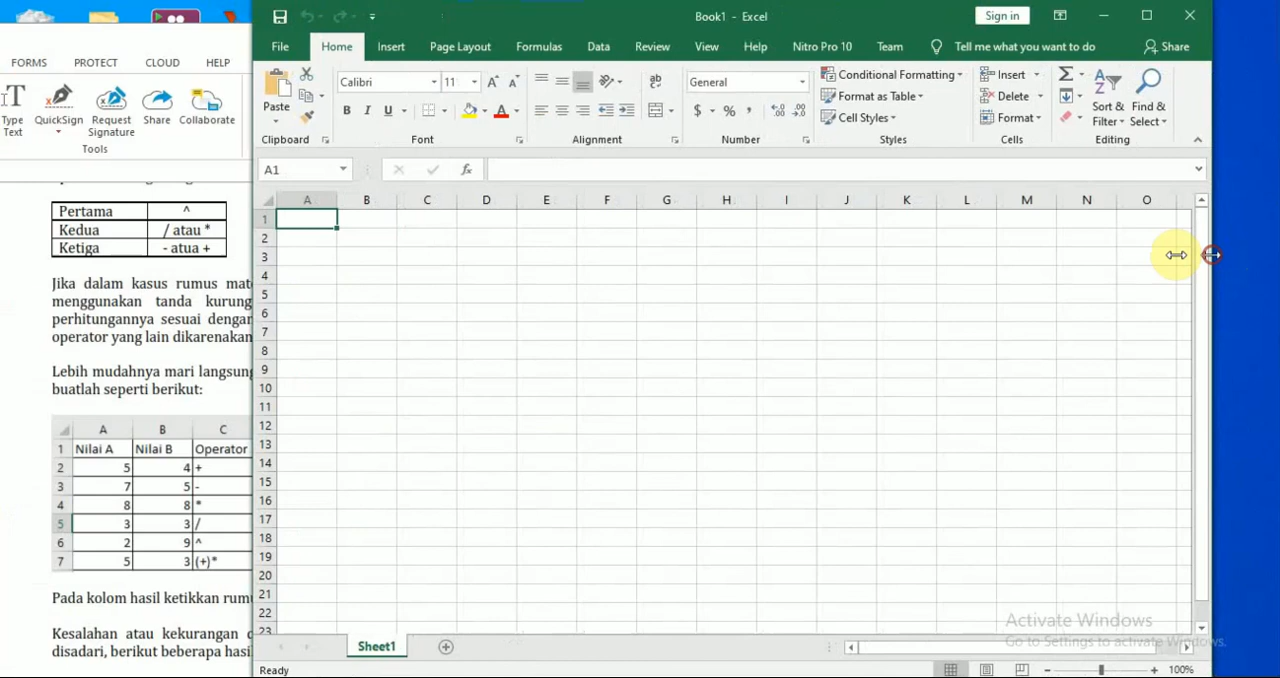 Book1 - Excel
Sign in
FORMS PROTECT CLOUD HELP
File Home Insert Page Layout Formulas Data Review View Help Nitro Pro 10 Team Tell me what you want to do Share
Type Text
QuickSign
Request Signature
Share
Collaborate
Tools
Paste
Clipboard
Calibri 11
B I U
Font
Alignment
General
$ % ,
Number
Conditional Formatting
Format as Table
Cell Styles
Styles
Insert
Delete
Format
Cells
Sort & Filter
Find & Select
Editing
A1 fx
A B C D E F G H I J K L M N O
1
2
3
4
5
6
7
8
9
10
11
12
13
14
15
16
17
18
19
20
21
22
23
Pertama ^
Kedua / atau *
Ketiga - atua +
Jika dalam kasus rumus
menggunakan tanda kurung
perhitungannya sesuai dengan
operator yang lain dikarenakan
Lebih mudahnya mari langsung
buatlah seperti berikut:
A B C
1 Nilai A Nilai B Operator
2 5 4 +
3 7 5 -
4 8 8 *
5 3 3 /
6 2 9 ^
7 5 3 (+)*
Pada kolom hasil ketikkan
Kesalahan atau kekurangan
disadari, berikut beberapa
Sheet1
Activate Windows
Go to Settings to activate Windows.
Ready
100%